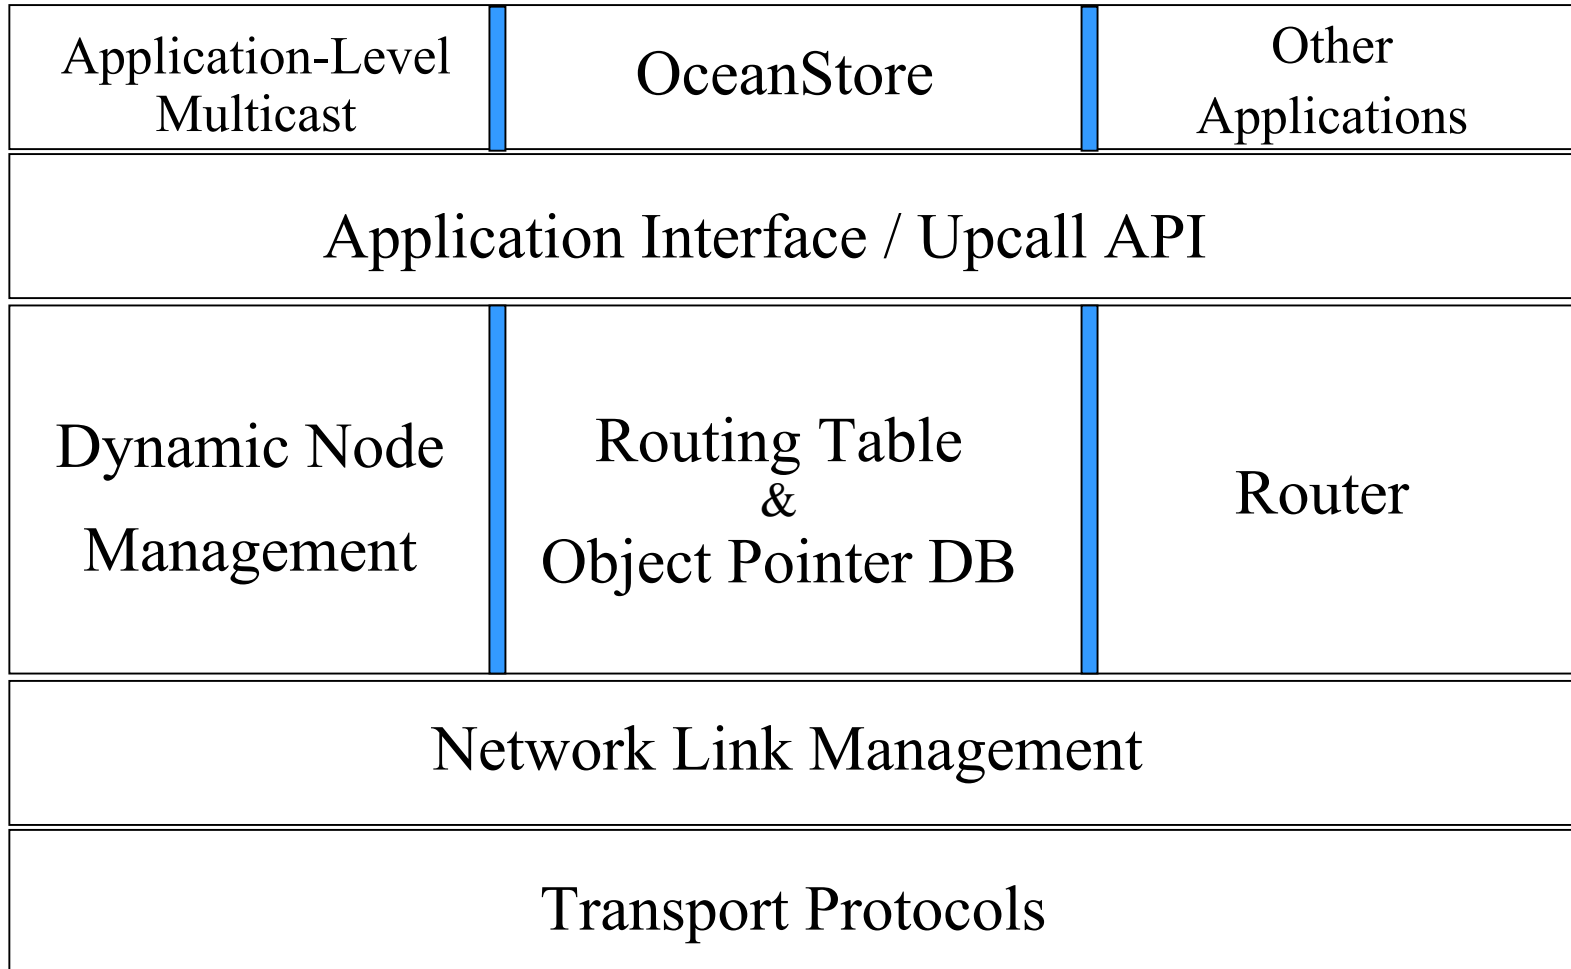 Application-Level
Multicast
OceanStore
Other
Applications
Application Interface / Upcall API
Dynamic Node
Management
Routing Table
&
Object Pointer DB
Router
Network Link Management
Transport Protocols